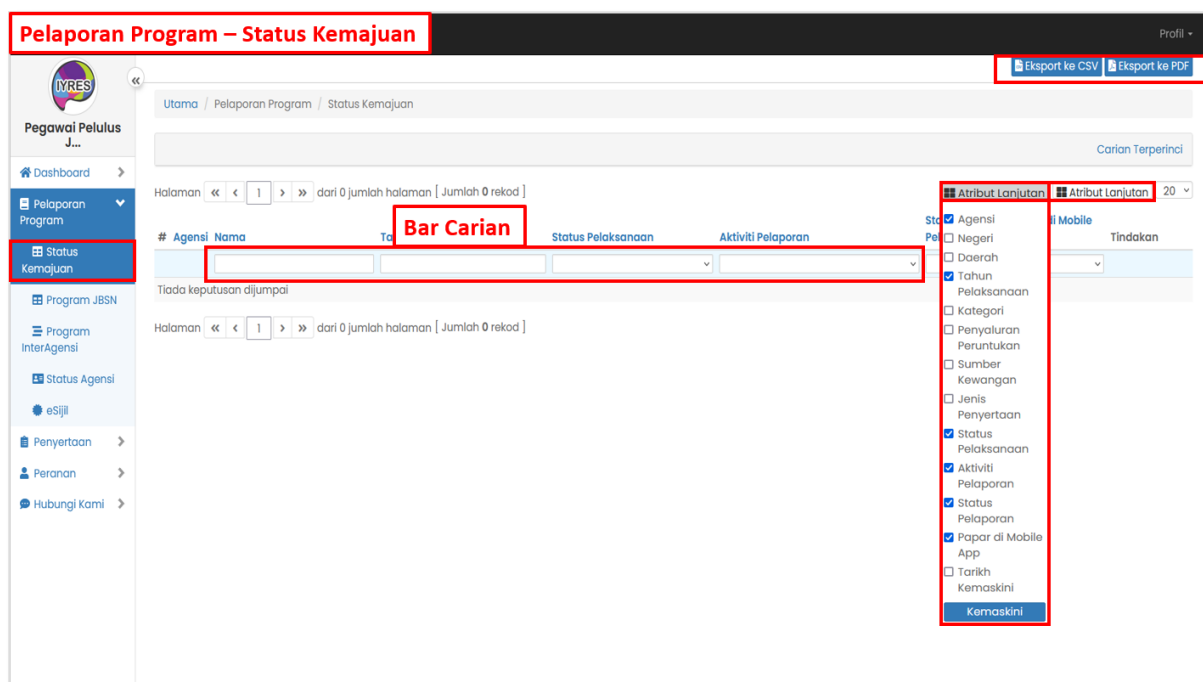 Pelaporan Program – Status Kemajuan
Profil
Eksport ke CSV Eksport ke PDF
IYRES
Pegawai Pelulus
J...
Utama / Pelaporan Program / Status Kemajuan
Carian Terperinci
Dashboard
Pelaporan
Program
Status
Kemajuan
Program JBSN
Program
InterAgensi
Status Agensi
eSijil
Penyertaan
Peranan
Hubungi Kami
Halaman « ‹ 1 › » dari 0 jumlah halaman [ Jumlah 0 rekod ]
Atribut Lanjutan Atribut Lanjutan 20
Bar Carian
# Agensi Nama Ta Status Pelaksanaan Aktiviti Pelaporan Sta di Mobile
Pel Tindakan
Tiada keputusan dijumpai
Halaman « ‹ 1 › » dari 0 jumlah halaman [ Jumlah 0 rekod ]
Agensi
Negeri
Daerah
Tahun
Pelaksanaan
Kategori
Penyaluran
Peruntukan
Sumber
Kewangan
Jenis
Penyertaan
Status
Pelaksanaan
Aktiviti
Pelaporan
Status
Pelaporan
Papar di Mobile
App
Tarikh
Kemaskini
Kemaskini